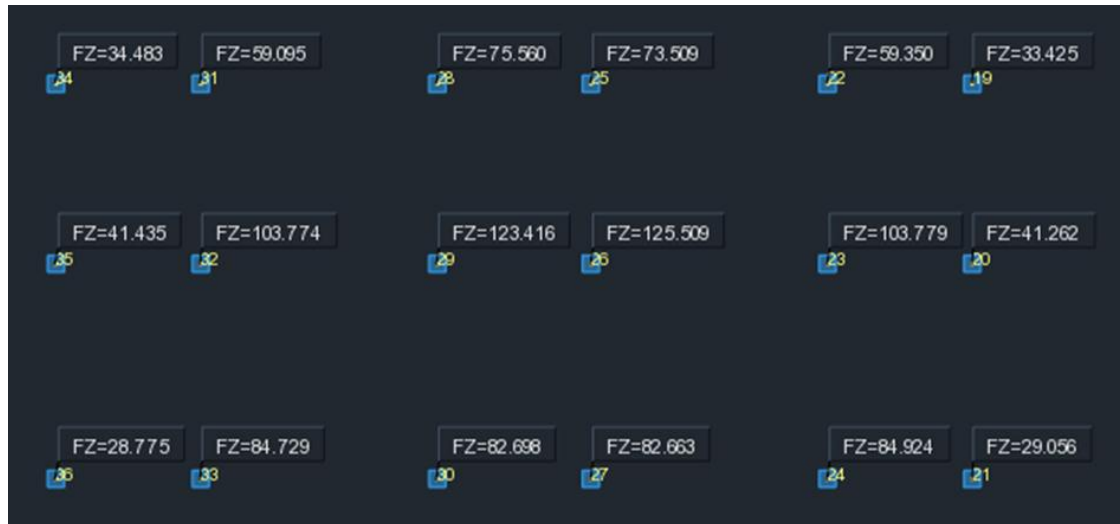 FZ=34.483 FZ=59.095 FZ=75.560 FZ=73.509 FZ=59.350 FZ=33.425
34 31 28 25 22 19
FZ=41.435 FZ=103.774 FZ=123.416 FZ=125.509 FZ=103.779 FZ=41.262
35 32 29 26 23 20
FZ=28.775 FZ=84.729 FZ=82.698 FZ=82.663 FZ=84.924 FZ=29.056
36 33 30 27 24 21